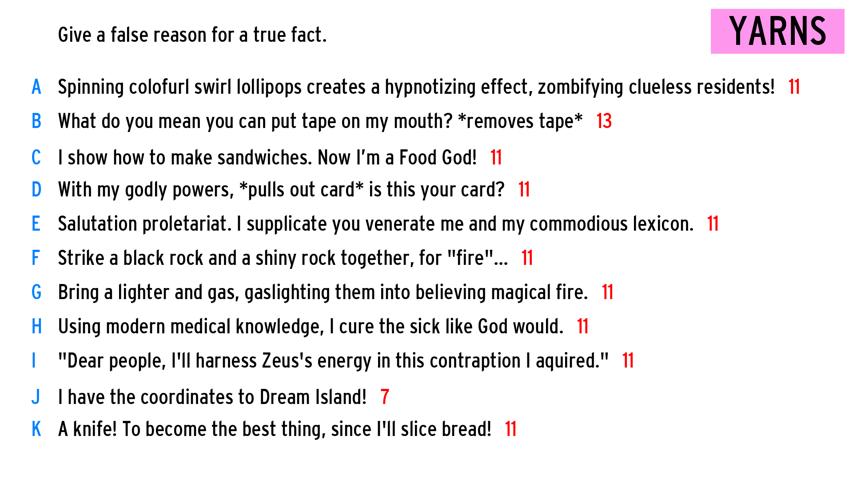 Give a false reason for a true fact.
YARNS
A Spinning colofurl swirl lollipops creates a hypnotizing effect, zombifying clueless residents! 11
B What do you mean you can put tape on my mouth? *removes tape* 13
C I show how to make sandwiches. Now I'm a Food God! 11
D With my godly powers, *pulls out card* is this your card? 11
E Salutation proletariat. I supplicate you venerate me and my commodious lexicon. 11
F Strike a black rock and a shiny rock together, for "fire"... 11
G Bring a lighter and gas, gaslighting them into believing magical fire. 11
H Using modern medical knowledge, I cure the sick like God would. 11
I "Dear people, I'll harness Zeus's energy in this contraption I aquired." 11
J I have the coordinates to Dream Island! 7
K A knife! To become the best thing, since I'll slice bread! 11